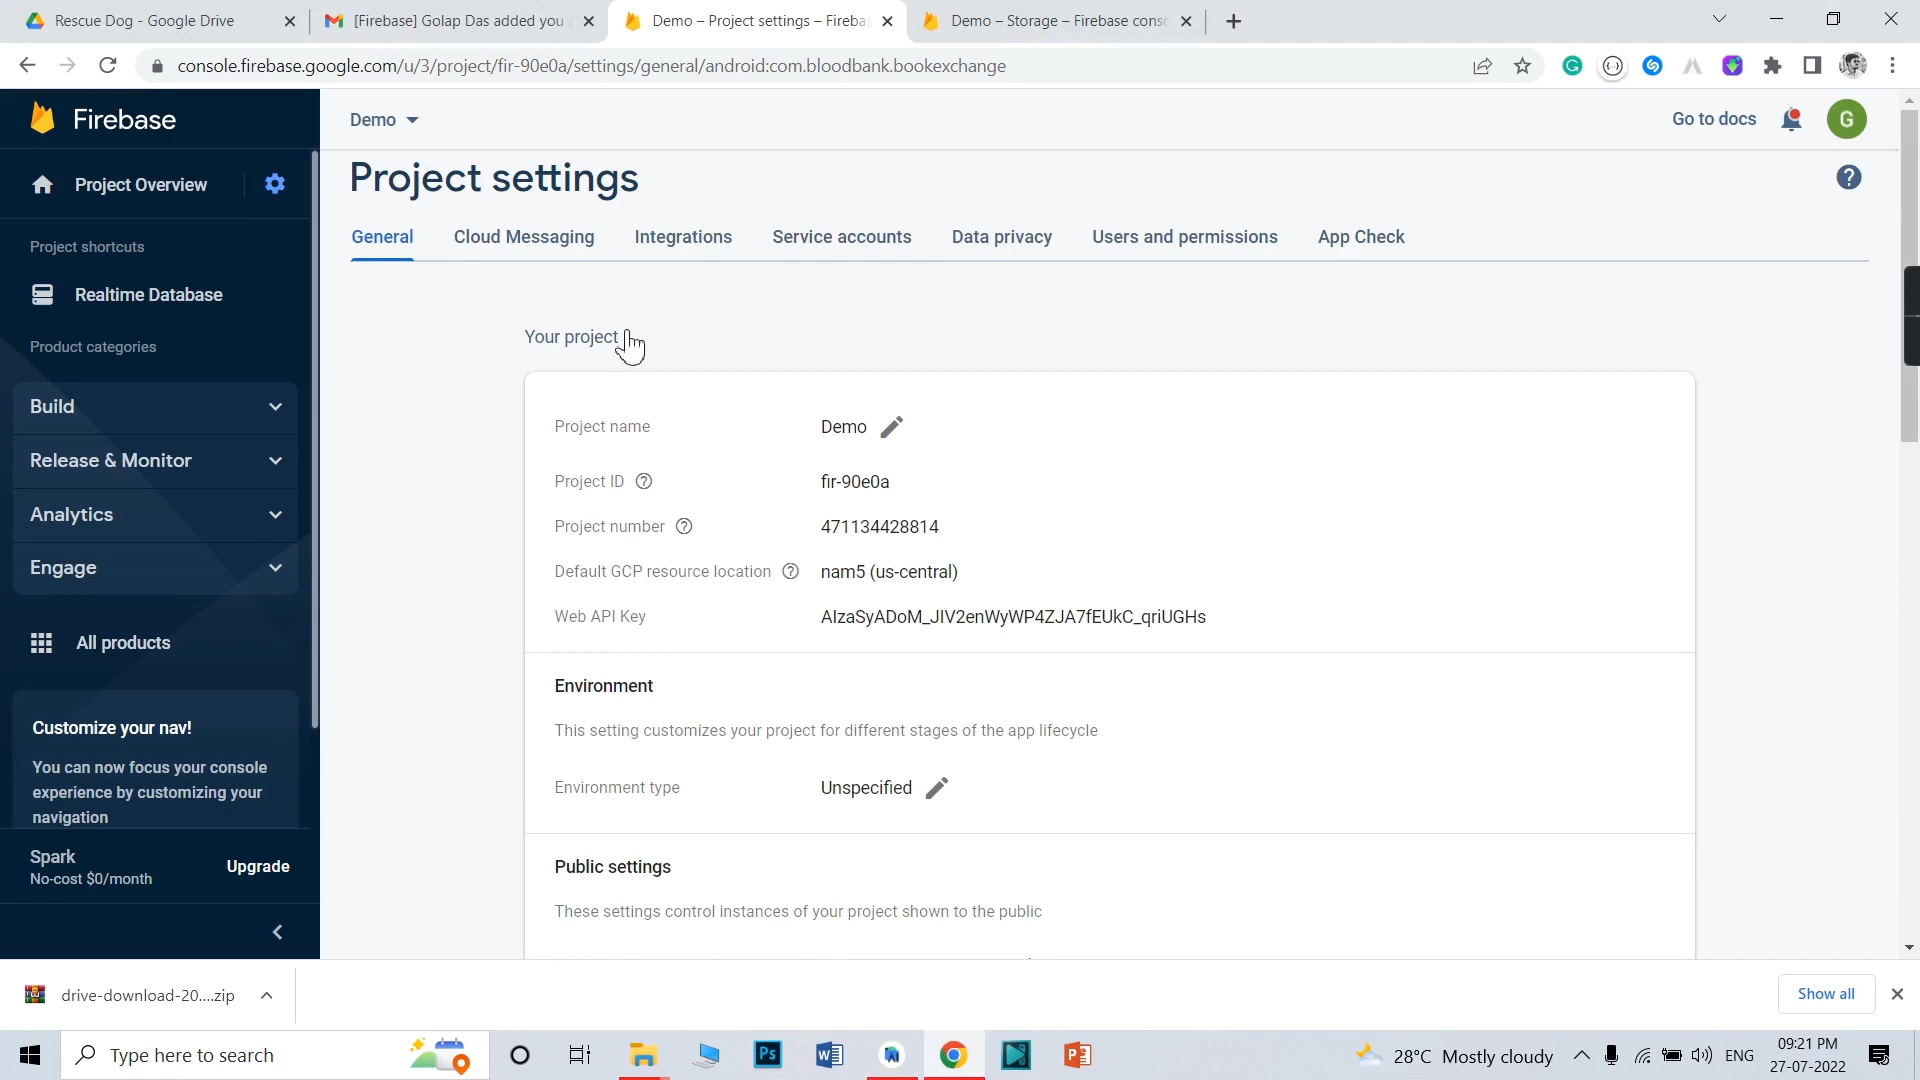 Rescue Dog - Google Drive
[Firebase] Golap Das added you
Demo – Project settings – Firebas
Demo – Storage – Firebase conso
console.firebase.google.com/u/3/project/fir-90e0a/settings/general/android:com.bloodbank.bookexchange
Firebase
Demo
Go to docs
G
Project Overview
Project settings
General
Cloud Messaging
Integrations
Service accounts
Data privacy
Users and permissions
App Check
Project shortcuts
Realtime Database
Product categories
Build
Release & Monitor
Analytics
Engage
All products
Customize your nav!
You can now focus your console
experience by customizing your
navigation
Spark
No-cost $0/month
Upgrade
Your project
Project name
Demo
Project ID
fir-90e0a
Project number
471134428814
Default GCP resource location
nam5 (us-central)
Web API Key
AIzaSyADoM_JIV2enWyWP4ZJA7fEUkC_qriUGHs
Environment
This setting customizes your project for different stages of the app lifecycle
Environment type
Unspecified
Public settings
These settings control instances of your project shown to the public
drive-download-20....zip
Show all
Type here to search
28°C Mostly cloudy
ENG
09:21 PM
27-07-2022